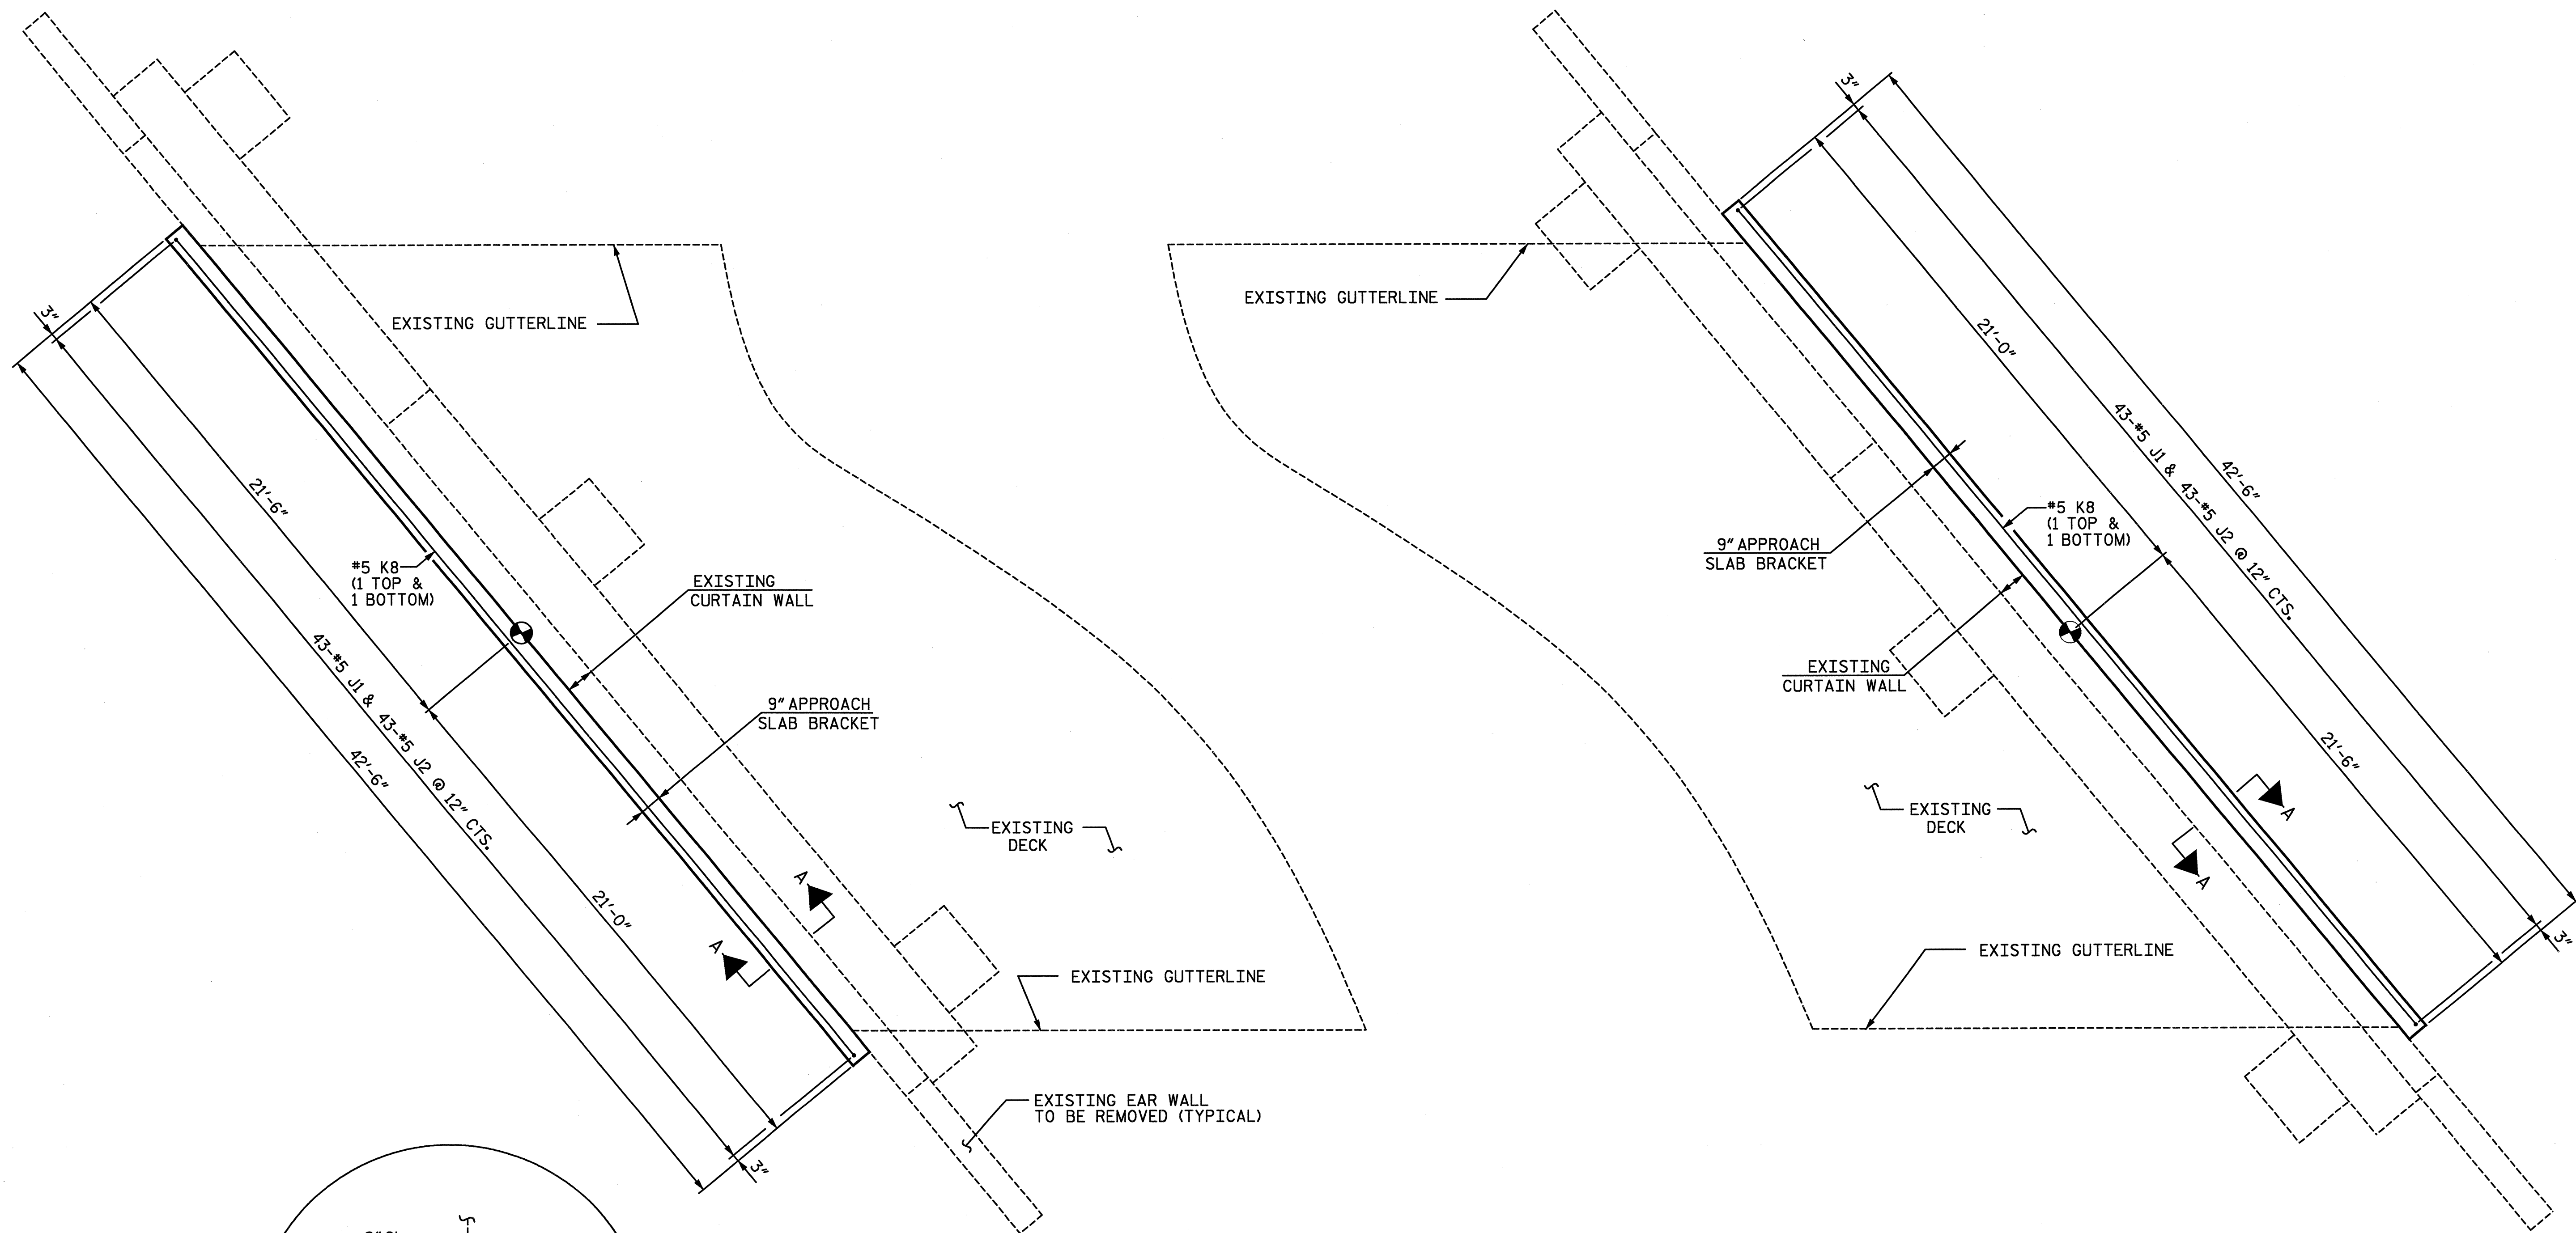 3"
EXISTING GUTTERLINE
3"
21'-6"
#5 K8
(1 TOP &
1 BOTTOM)
EXISTING
CURTAIN WALL
43-#5 J1 & 43-#5 J2 @ 12" CTS.
42'-6"
9" APPROACH
SLAB BRACKET
EXISTING
DECK
A
A
21'-0"
EXISTING GUTTERLINE
EXISTING EAR WALL
TO BE REMOVED (TYPICAL)
3"
EXISTING GUTTERLINE
21'-0"
43-#5 J1 & 43-#5 J2 @ 12" CTS.
42'-6"
#5 K8
(1 TOP &
1 BOTTOM)
9" APPROACH
SLAB BRACKET
EXISTING
CURTAIN WALL
21'-6"
EXISTING
DECK
A
A
EXISTING GUTTERLINE
3"